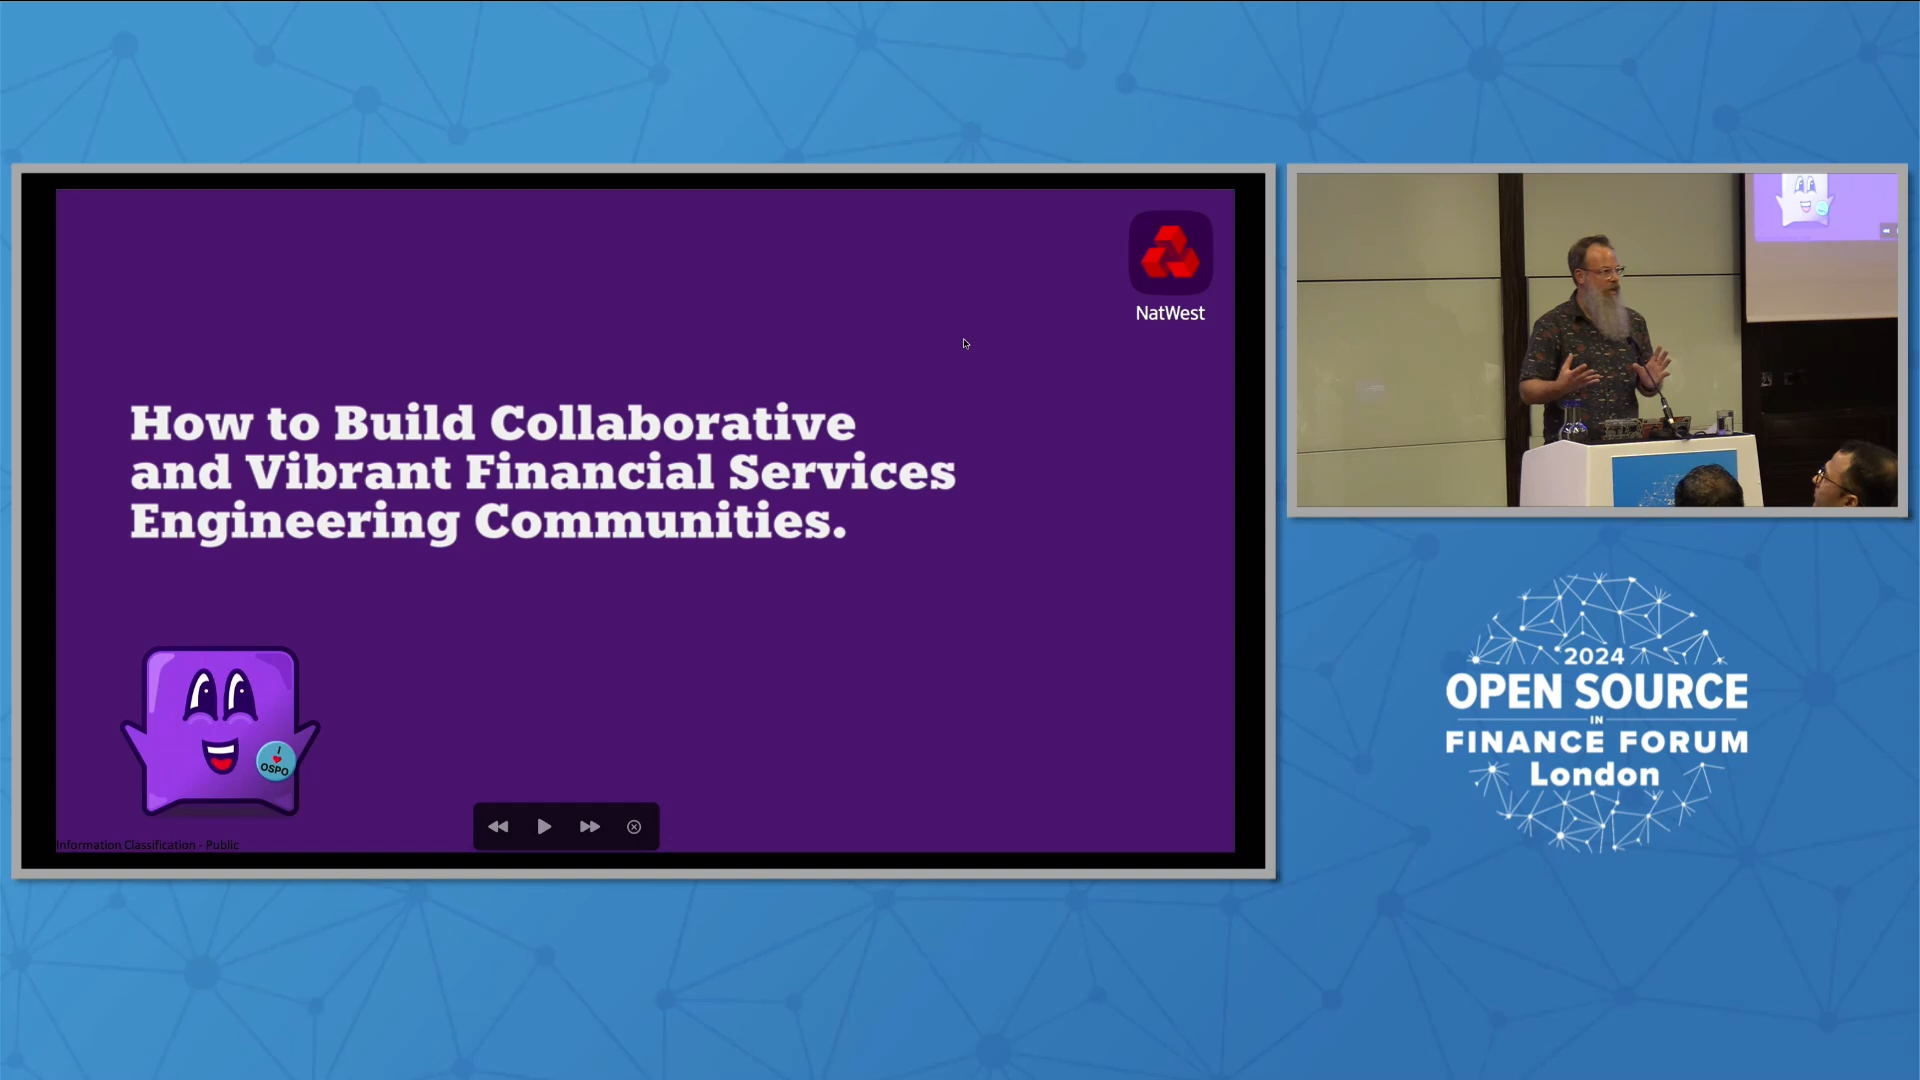 NatWest
How to Build Collaborative
and Vibrant Financial Services
Engineering Communities.
I
OSPO
Information Classification - Public
2024
OPEN SOURCE
IN
FINANCE FORUM
London